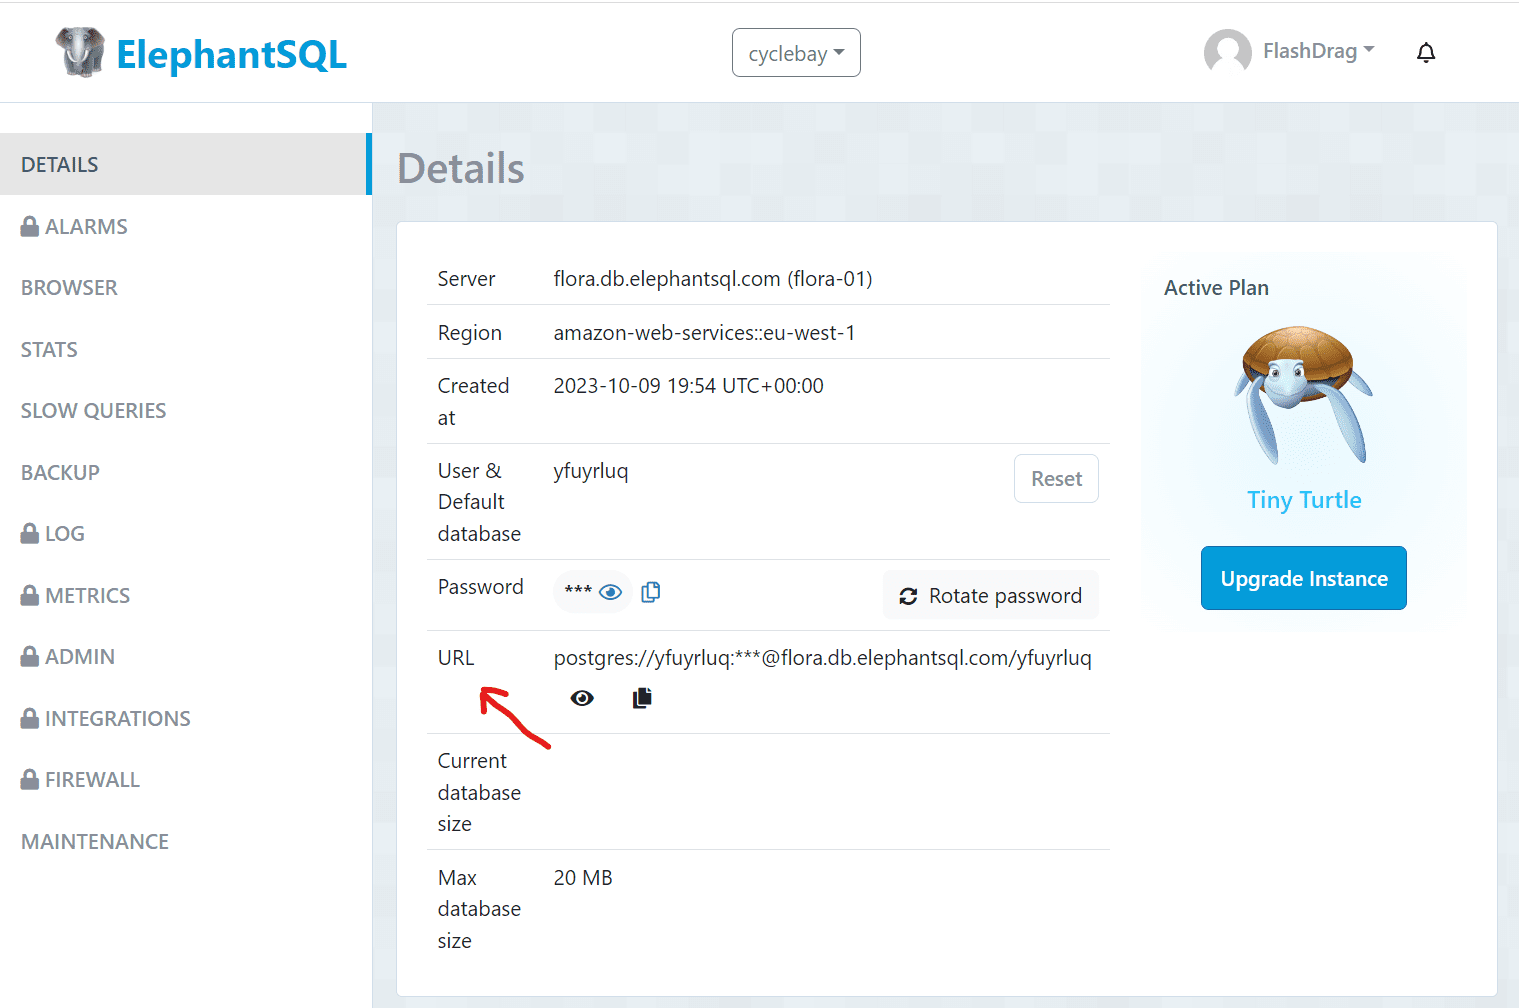 ElephantSQL
cyclebay
FlashDrag
DETAILS
ALARMS
BROWSER
STATS
SLOW QUERIES
BACKUP
LOG
METRICS
ADMIN
INTEGRATIONS
FIREWALL
MAINTENANCE
Details
Server flora.db.elephantsql.com (flora-01)
Region amazon-web-services::eu-west-1
Created 2023-10-09 19:54 UTC+00:00
at
User & yfuyrluq Reset
Default
database
Password *** Rotate password
URL postgres://yfuyrluq:***@flora.db.elephantsql.com/yfuyrluq
Current
database
size
Max 20 MB
database
size
Active Plan
Tiny Turtle
Upgrade Instance